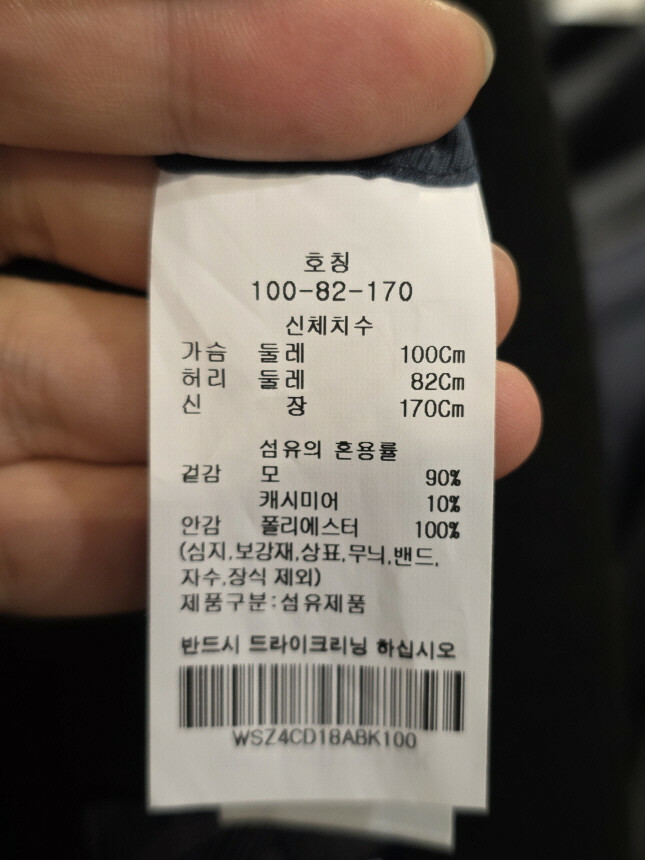 호칭
100-82-170
신체치수
가슴 둘레 100Cm
허리 둘레 82Cm
신 장 170Cm
섬유의 혼용률
겉감 모 90%
캐시미어 10%
안감 폴리에스터 100%
(심지,보강재,상표,무늬,밴드,
자수,장식 제외)
제품구분:섬유제품
반드시 드라이크리닝 하십시오
WSZ4CD18ABK100